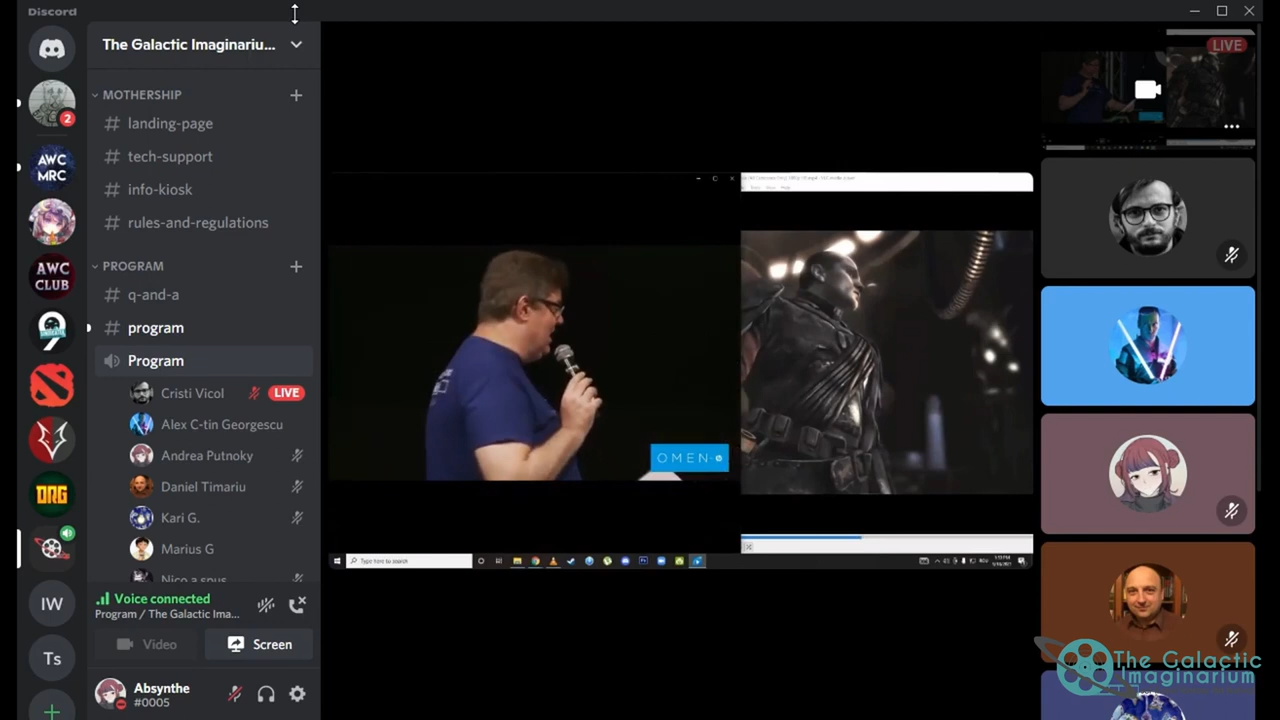 Discord
The Galactic Imaginariu...
LIVE
2
MOTHERSHIP
landing-page
tech-support
info-kiosk
rules-and-regulations
AWC
MRC
AWC
CLUB
PROGRAM
q-and-a
program
Program
Cristi Vicol
LIVE
Alex C-tin Georgescu
Andrea Putnoky
Daniel Timariu
Kari G.
Marius G
Nico a spus
DRG
IW
Ts
Voice connected
Program / The Galactic Ima...
Video
Screen
Absynthe
#0005
OMEN
Type here to search
The Galactic
Imaginarium